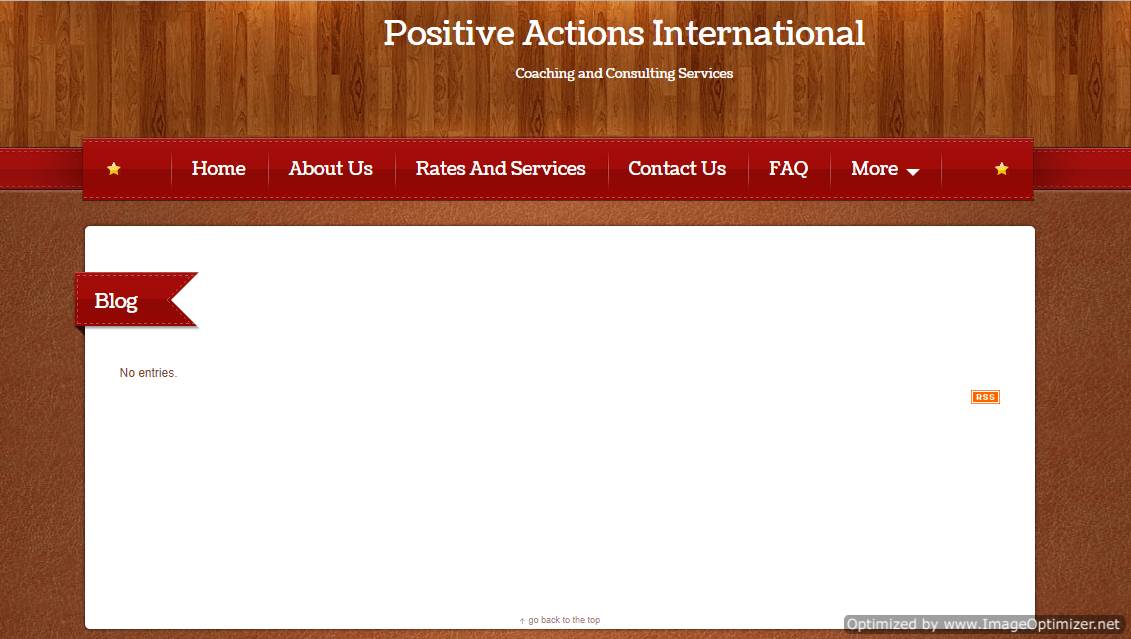 Positive Actions International
Coaching and Consulting Services
Home About Us Rates And Services Contact Us FAQ More
Blog
No entries.
RSS
↑ go back to the top
Optimized by www.ImageOptimizer.net